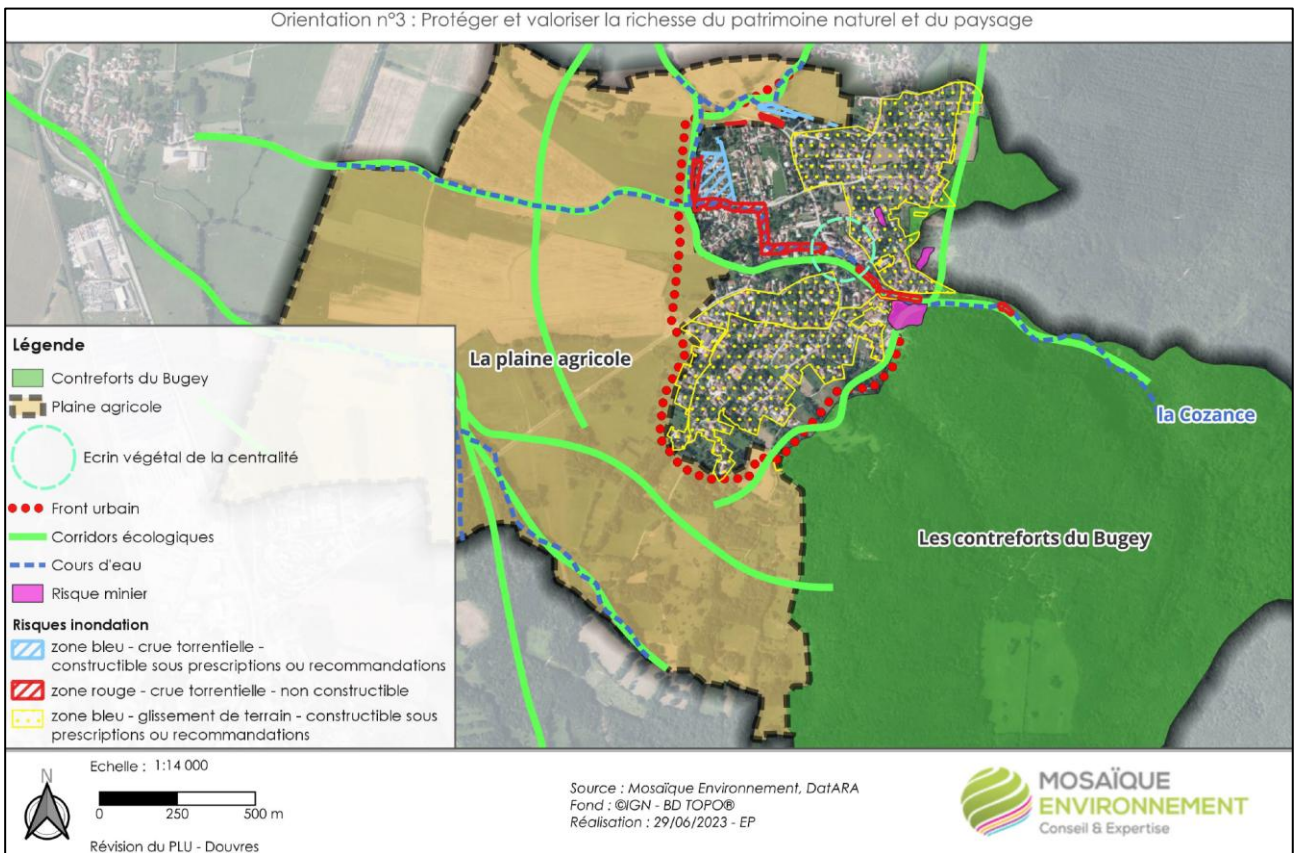 Orientation n°3 : Protéger et valoriser la richesse du patrimoine naturel et du paysage
La plaine agricole
la Cozance
Les contreforts du Bugey
Légende
Contreforts du Bugey
Plaine agricole
Ecrin végétal de la centralité
Front urbain
Corridors écologiques
Cours d'eau
Risque minier
Risques inondation
zone bleu - crue torrentielle -
constructible sous prescriptions ou recommandations
zone rouge - crue torrentielle - non constructible
zone bleu - glissement de terrain - constructible sous
prescriptions ou recommandations
N
Echelle : 1:14 000
0 250 500 m
Révision du PLU - Douvres
Source : Mosaïque Environnement, DatARA
Fond : ©IGN - BD TOPO®
Réalisation : 29/06/2023 - EP
MOSAÏQUE
ENVIRONNEMENT
Conseil & Expertise